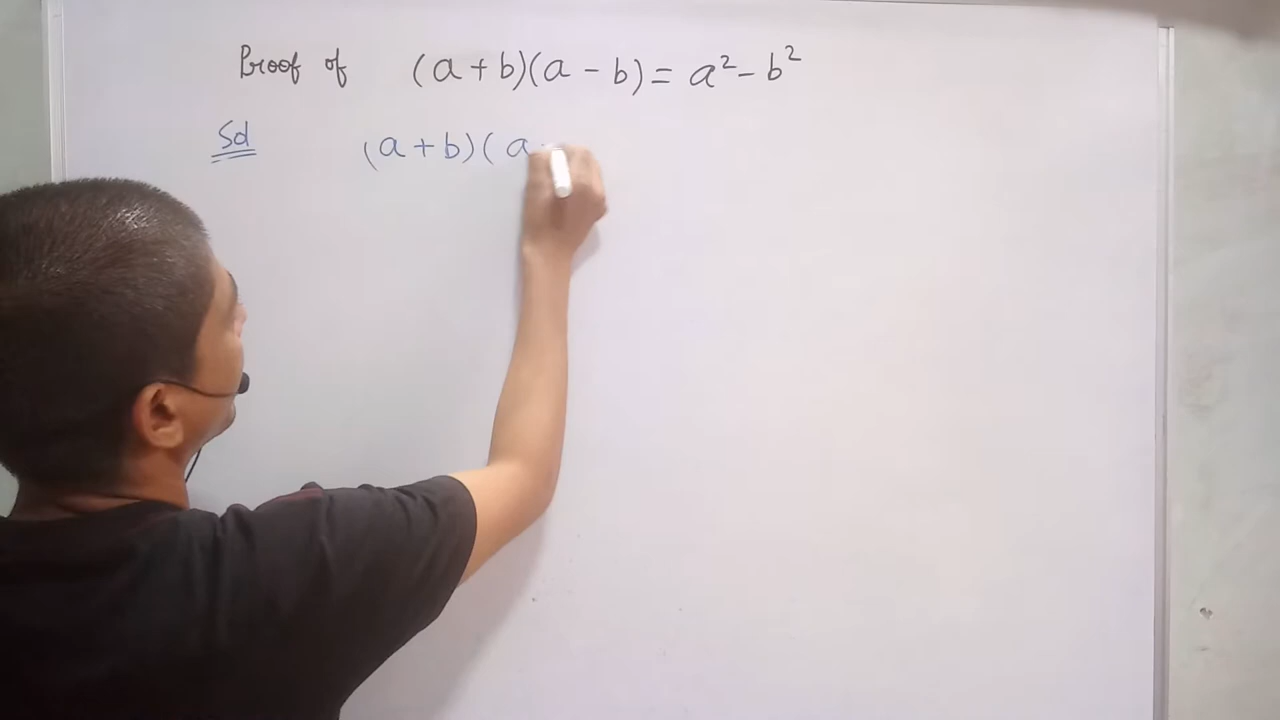 Proof of (a + b)(a - b) = a² - b²
Sol
(a + b)(a -